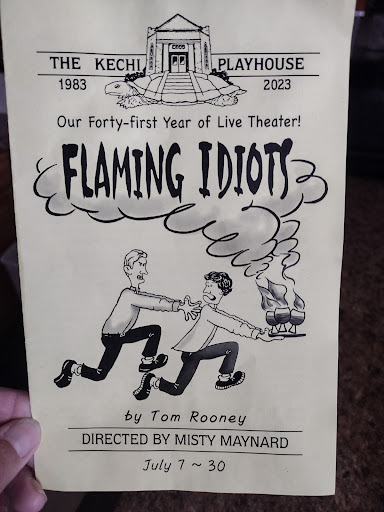 THE KECHI PLAYHOUSE
1983 2023
Our Forty-first Year of Live Theater!
FLAMING IDIOTS
by Tom Rooney
DIRECTED BY MISTY MAYNARD
July 7 ~ 30